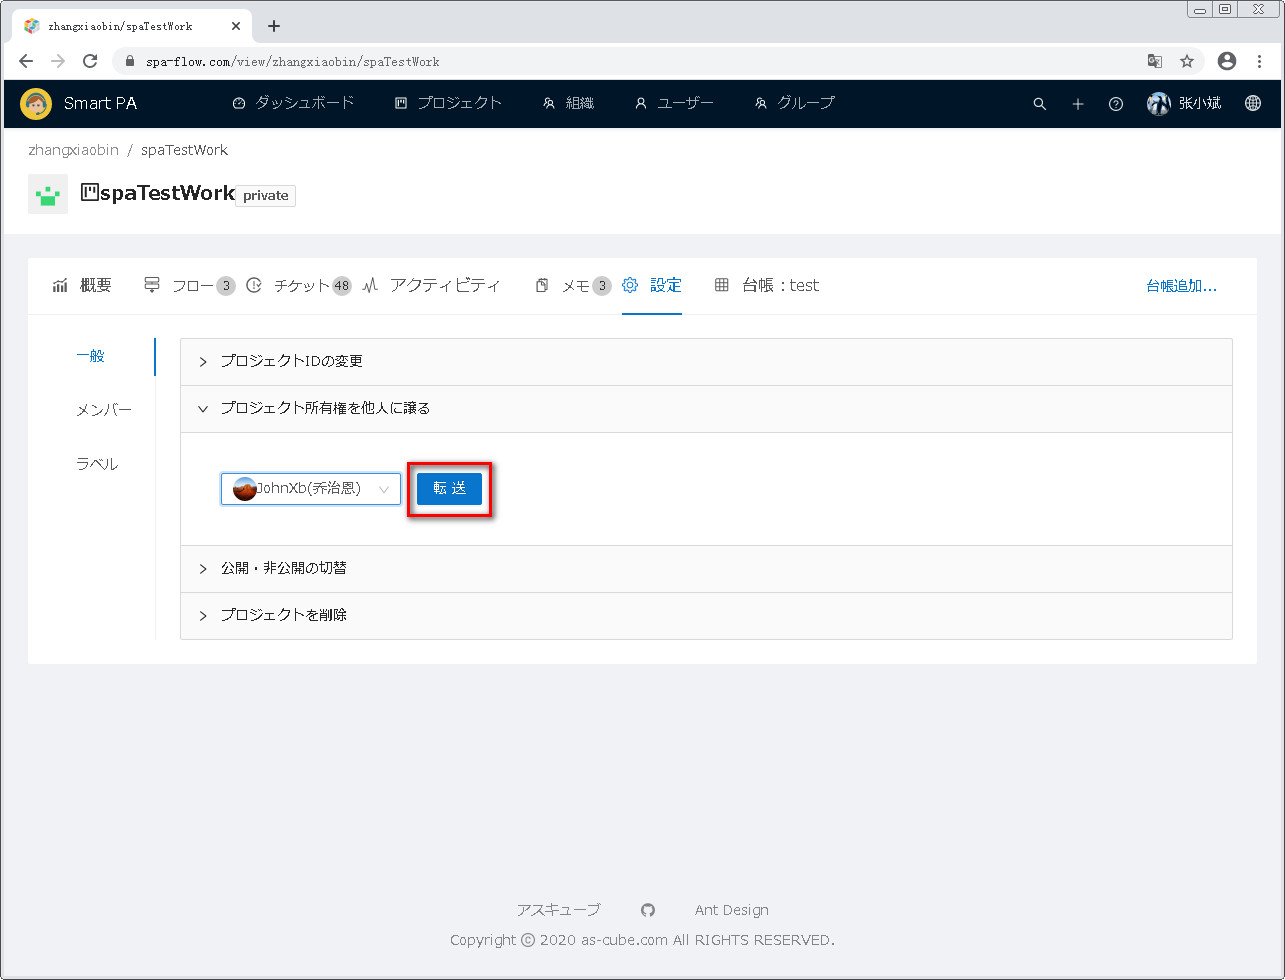 zhangxiaobin/spaTestWork
spa-flow.com/view/zhangxiaobin/spaTestWork
Smart PA ダッシュボード プロジェクト 組織 ユーザー グループ 张小斌
zhangxiaobin / spaTestWork
spaTestWork private
概要 フロー 3 チケット 48 アクティビティ メモ 3 設定 台帳：test 台帳追加...
一般
メンバー
ラベル
プロジェクトIDの変更
プロジェクト所有権を他人に譲る
JohnXb(乔治恩) 転 送
公開・非公開の切替
プロジェクトを削除
アスキューブ Ant Design
Copyright © 2020 as-cube.com All RIGHTS RESERVED.